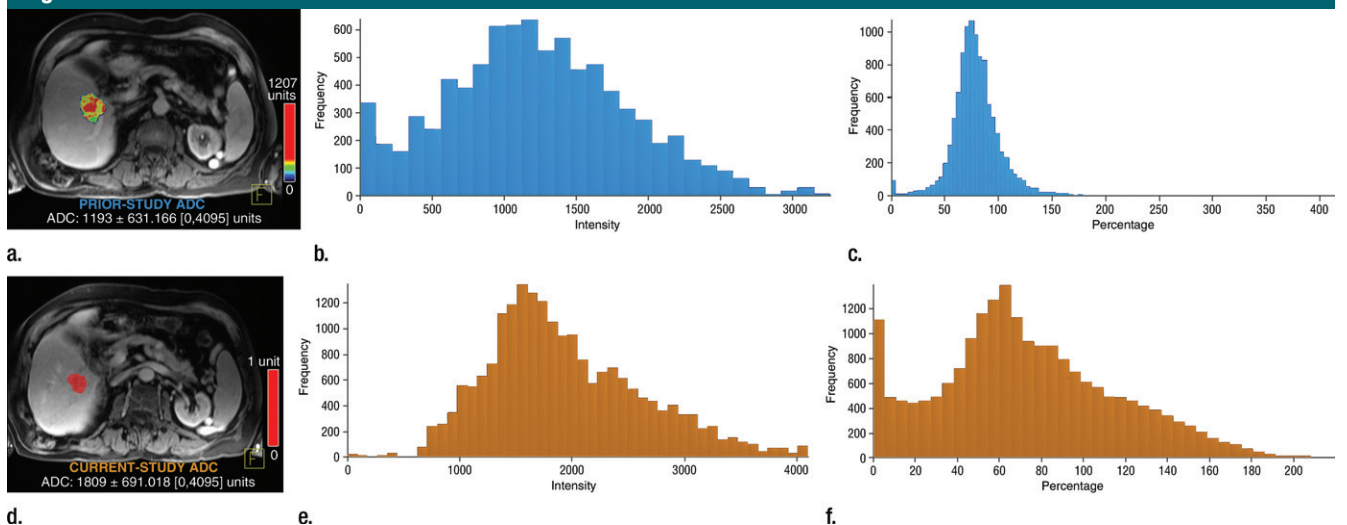 1207
units
0
F
PRIOR-STUDY ADC
ADC: 1193 ± 631.166 [0,4095] units
a.
600
500
400
300
200
100
0
Frequency
0 500 1000 1500 2000 2500 3000
Intensity
b.
1000
800
600
400
200
0
Frequency
0 50 100 150 200 250 300 350 400
Percentage
c.
1 unit
0
F
CURRENT-STUDY ADC
ADC: 1809 ± 691.018 [0,4095] units
d.
1200
1000
800
600
400
200
0
Frequency
0 1000 2000 3000 4000
Intensity
e.
1200
1000
800
600
400
200
0
Frequency
0 20 40 60 80 100 120 140 160 180 200
Percentage
f.